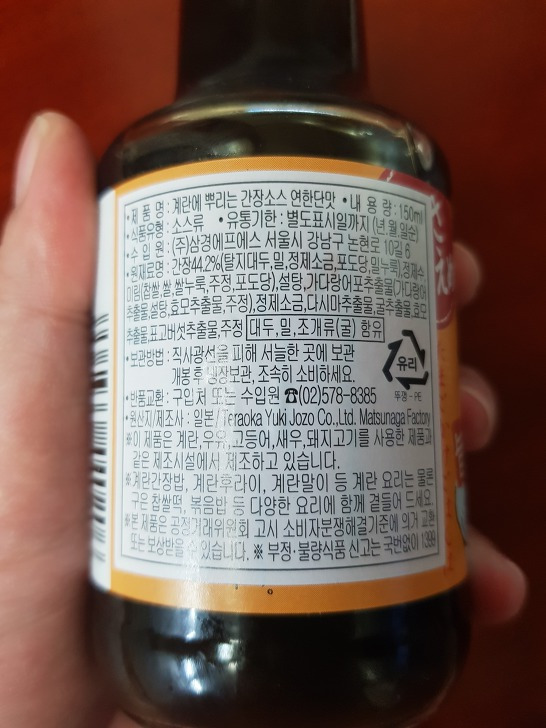 •제 품 명 : 계란에 뿌리는 간장소스 연한단맛 •내 용 량 : 150ml
•식품유형 : 소스류 •유통기한 : 별도표시일까지 (년.월.일순)
•수 입 원 : (주)삼경에프에스 서울시 강남구 논현로 10길 6
•원재료명 : 간장44.2%(탈지대두,밀,정제소금,포도당,밀누룩),정제수
미림(찹쌀,쌀,쌀누룩,주정,포도당),설탕,가다랑어포추출물(가다랑어
추출물,설탕,효모추출물,주정),정제소금,다시마추출물,굴추출물,효모
추출물,표고버섯추출물,주정 대두,밀,조개류(굴) 함유
•보관방법 : 직사광선을 피해 서늘한 곳에 보관
개봉 후 냉장보관, 조속히 소비하세요.
유리
뚜껑 - PE
•반품교환 : 구입처 또는 수입원 ☎(02)578-8385
•원산지/제조사 : 일본/Teraoka Yuki Jozo Co.,Ltd. Matsunaga Factory
※이 제품은 계란,우유,고등어,새우,돼지고기를 사용한 제품과
같은 제조시설에서 제조하고 있습니다.
※계란간장밥, 계란후라이, 계란말이 등 계란 요리는 물론
구은 찹쌀떡, 볶음밥 등 다양한 요리에 함께 곁들어 드세요.
※본 제품은 공정거래위원회 고시 소비자분쟁해결기준에 의거 교환
또는 보상받을 수 있습니다. ※ 부정·불량식품 신고는 국번없이 1399